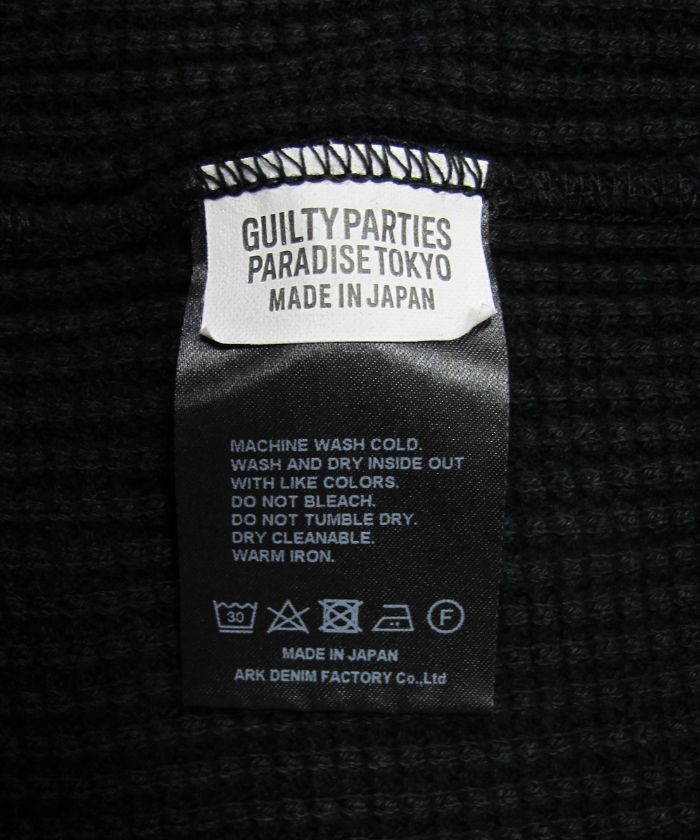 GUILTY PARTIES
PARADISE TOKYO
MADE IN JAPAN
MACHINE WASH COLD.
WASH AND DRY INSIDE OUT
WITH LIKE COLORS.
DO NOT BLEACH.
DO NOT TUMBLE DRY.
DRY CLEANABLE.
WARM IRON.
30 F
MADE IN JAPAN
ARK DENIM FACTORY Co.,Ltd